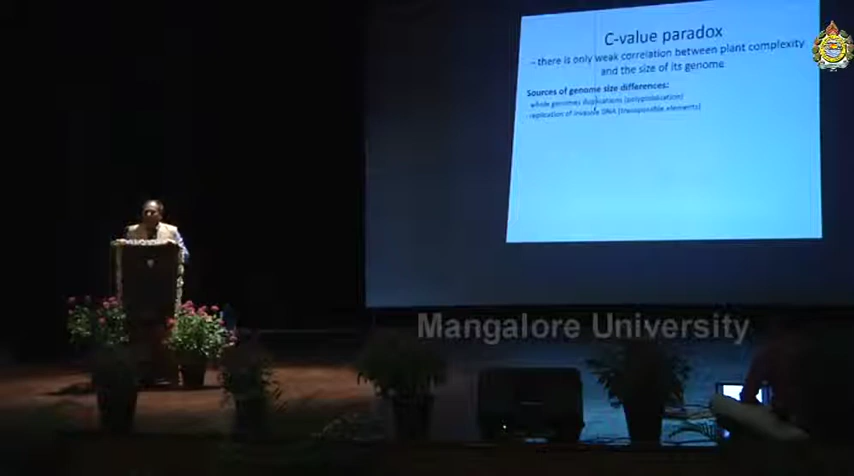 C-value paradox
– there is only weak correlation between plant complexity
and the size of its genome.
Sources of genome size differences:
whole genomes duplications (polyploidization)
replication of invasive DNA (transposable elements)
Mangalore University